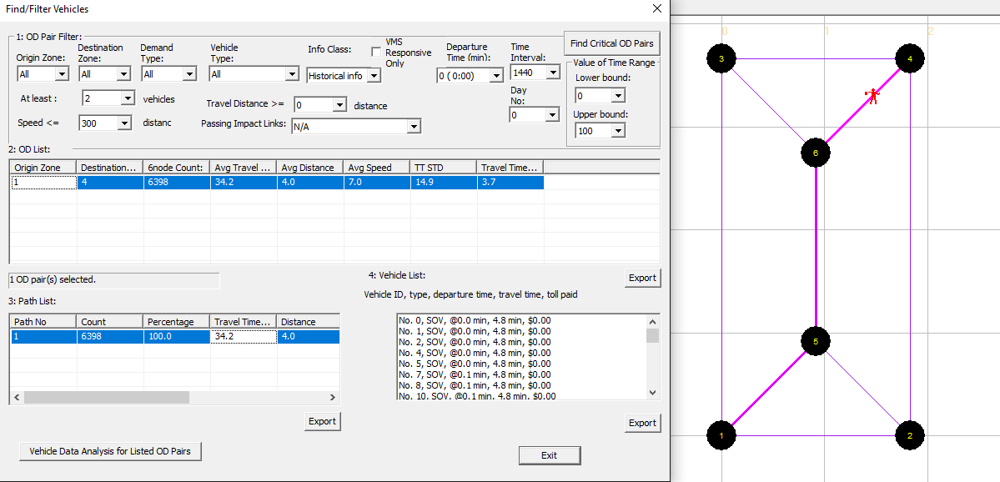 Find/Filter Vehicles
1: OD Pair Filter:
Origin Zone:
All
Destination Zone:
All
Demand Type:
All
Vehicle Type:
All
Info Class:
Historical info
VMS Responsive Only
Departure Time (min):
0 ( 0:00)
Time Interval:
1440
Find Critical OD Pairs
At least :
2
vehicles
Travel Distance >=
0
distance
Day No:
0
Value of Time Range
Lower bound:
0
Upper bound:
100
Speed <=
300
distanc
Passing Impact Links:
N/A
2: OD List:
Origin Zone Destination... 6node Count: Avg Travel ... Avg Distance Avg Speed TT STD Travel Time...
1 4 6398 34.2 4.0 7.0 14.9 3.7
1 OD pair(s) selected.
4: Vehicle List:
Export
Vehicle ID, type, departure time, travel time, toll paid
3: Path List:
Path No Count Percentage Travel Time... Distance
1 6398 100.0 34.2 4.0
No. 0, SOV, @0.0 min, 4.8 min, $0.00
No. 1, SOV, @0.0 min, 4.8 min, $0.00
No. 2, SOV, @0.0 min, 4.8 min, $0.00
No. 4, SOV, @0.0 min, 4.8 min, $0.00
No. 5, SOV, @0.0 min, 4.8 min, $0.00
No. 7, SOV, @0.1 min, 4.8 min, $0.00
No. 8, SOV, @0.1 min, 4.8 min, $0.00
No. 10, SOV, @0.1 min, 4.8 min, $0.00
Export
Export
Vehicle Data Analysis for Listed OD Pairs
Exit
0 1 2
3 4
6
5
1 2